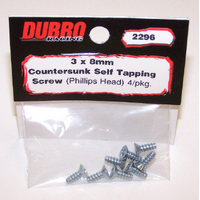 DUBRO
RACING
2296
3 x 8mm
Countersunk Self Tapping
Screw (Phillips Head) 4/pkg.